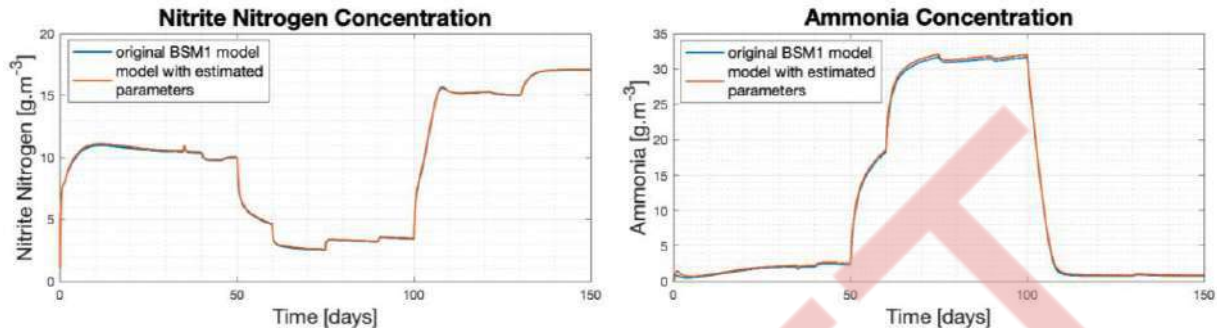 Nitrite Nitrogen Concentration
Nitrite Nitrogen [g.m⁻³]
20
15
10
5
0
original BSM1 model
model with estimated
parameters
0 50 100 150
Time [days]
Ammonia Concentration
Ammonia [g.m⁻³]
35
30
25
20
15
10
5
0
original BSM1 model
model with estimated
parameters
0 50 100 150
Time [days]